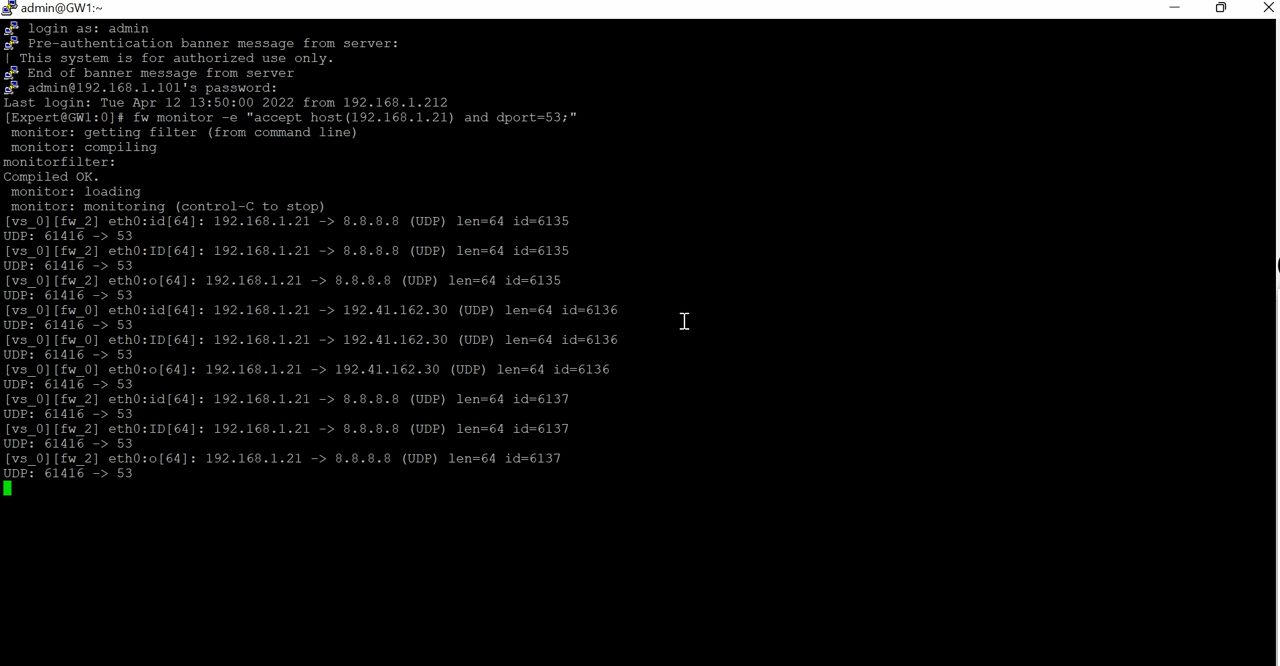 admin@GW1:~
login as: admin
Pre-authentication banner message from server:
| This system is for authorized use only.
End of banner message from server
admin@192.168.1.101's password:
Last login: Tue Apr 12 13:50:00 2022 from 192.168.1.212
[Expert@GW1:0]# fw monitor -e "accept host(192.168.1.21) and dport=53;"
monitor: getting filter (from command line)
monitor: compiling
monitorfilter:
Compiled OK.
monitor: loading
monitor: monitoring (control-C to stop)
[vs_0][fw_2] eth0:id[64]: 192.168.1.21 -> 8.8.8.8 (UDP) len=64 id=6135
UDP: 61416 -> 53
[vs_0][fw_2] eth0:ID[64]: 192.168.1.21 -> 8.8.8.8 (UDP) len=64 id=6135
UDP: 61416 -> 53
[vs_0][fw_2] eth0:o[64]: 192.168.1.21 -> 8.8.8.8 (UDP) len=64 id=6135
UDP: 61416 -> 53
[vs_0][fw_0] eth0:id[64]: 192.168.1.21 -> 192.41.162.30 (UDP) len=64 id=6136
UDP: 61416 -> 53
[vs_0][fw_0] eth0:ID[64]: 192.168.1.21 -> 192.41.162.30 (UDP) len=64 id=6136
UDP: 61416 -> 53
[vs_0][fw_0] eth0:o[64]: 192.168.1.21 -> 192.41.162.30 (UDP) len=64 id=6136
UDP: 61416 -> 53
[vs_0][fw_2] eth0:id[64]: 192.168.1.21 -> 8.8.8.8 (UDP) len=64 id=6137
UDP: 61416 -> 53
[vs_0][fw_2] eth0:ID[64]: 192.168.1.21 -> 8.8.8.8 (UDP) len=64 id=6137
UDP: 61416 -> 53
[vs_0][fw_2] eth0:o[64]: 192.168.1.21 -> 8.8.8.8 (UDP) len=64 id=6137
UDP: 61416 -> 53